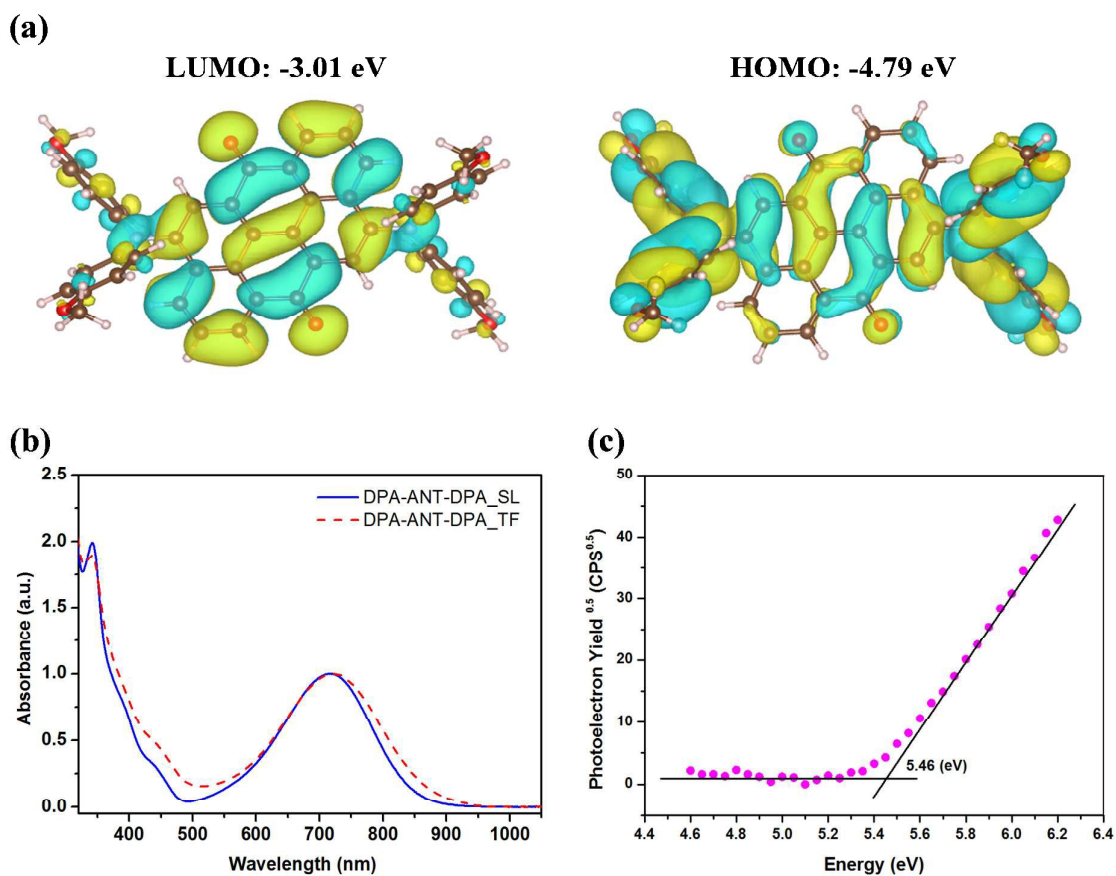 (a)
LUMO: -3.01 eV
HOMO: -4.79 eV
(b)
2.5
2.0
1.5
1.0
0.5
0.0
Absorbance (a.u.)
DPA-ANT-DPA_SL
DPA-ANT-DPA_TF
400 500 600 700 800 900 1000
Wavelength (nm)
(c)
50
40
30
20
10
0
Photoelectron Yield 0.5 (CPS0.5)
5.46 (eV)
4.4 4.6 4.8 5.0 5.2 5.4 5.6 5.8 6.0 6.2 6.4
Energy (eV)